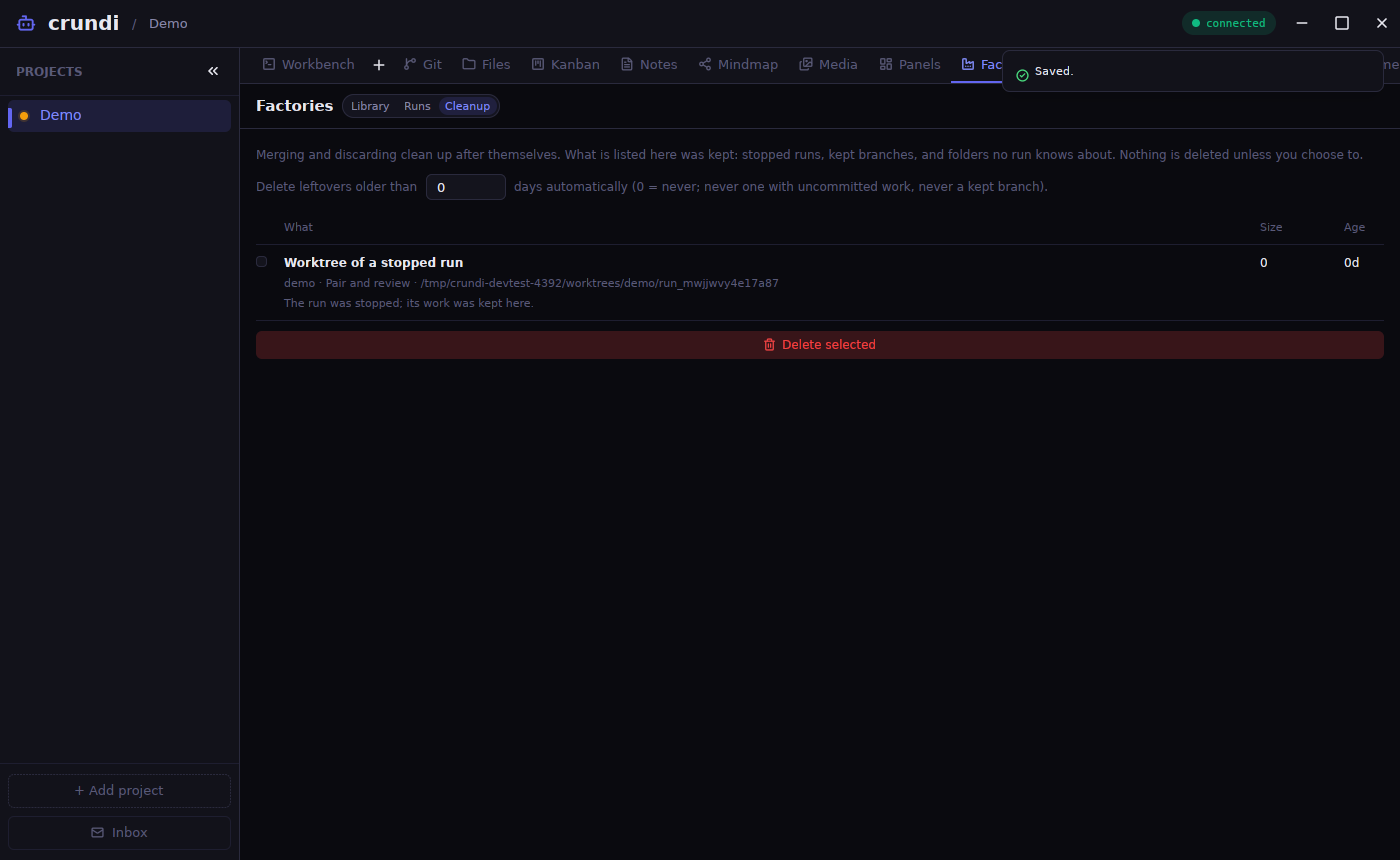 crundi / Demo
connected
PROJECTS
Demo
+ Add project
Inbox
Workbench + Git Files Kanban Notes Mindmap Media Panels Fac
Saved.
Factories Library Runs Cleanup
Merging and discarding clean up after themselves. What is listed here was kept: stopped runs, kept branches, and folders no run knows about. Nothing is deleted unless you choose to.
Delete leftovers older than 0 days automatically (0 = never; never one with uncommitted work, never a kept branch).
What Size Age
Worktree of a stopped run 0 0d
demo · Pair and review · /tmp/crundi-devtest-4392/worktrees/demo/run_mwjjwvy4e17a87
The run was stopped; its work was kept here.
Delete selected